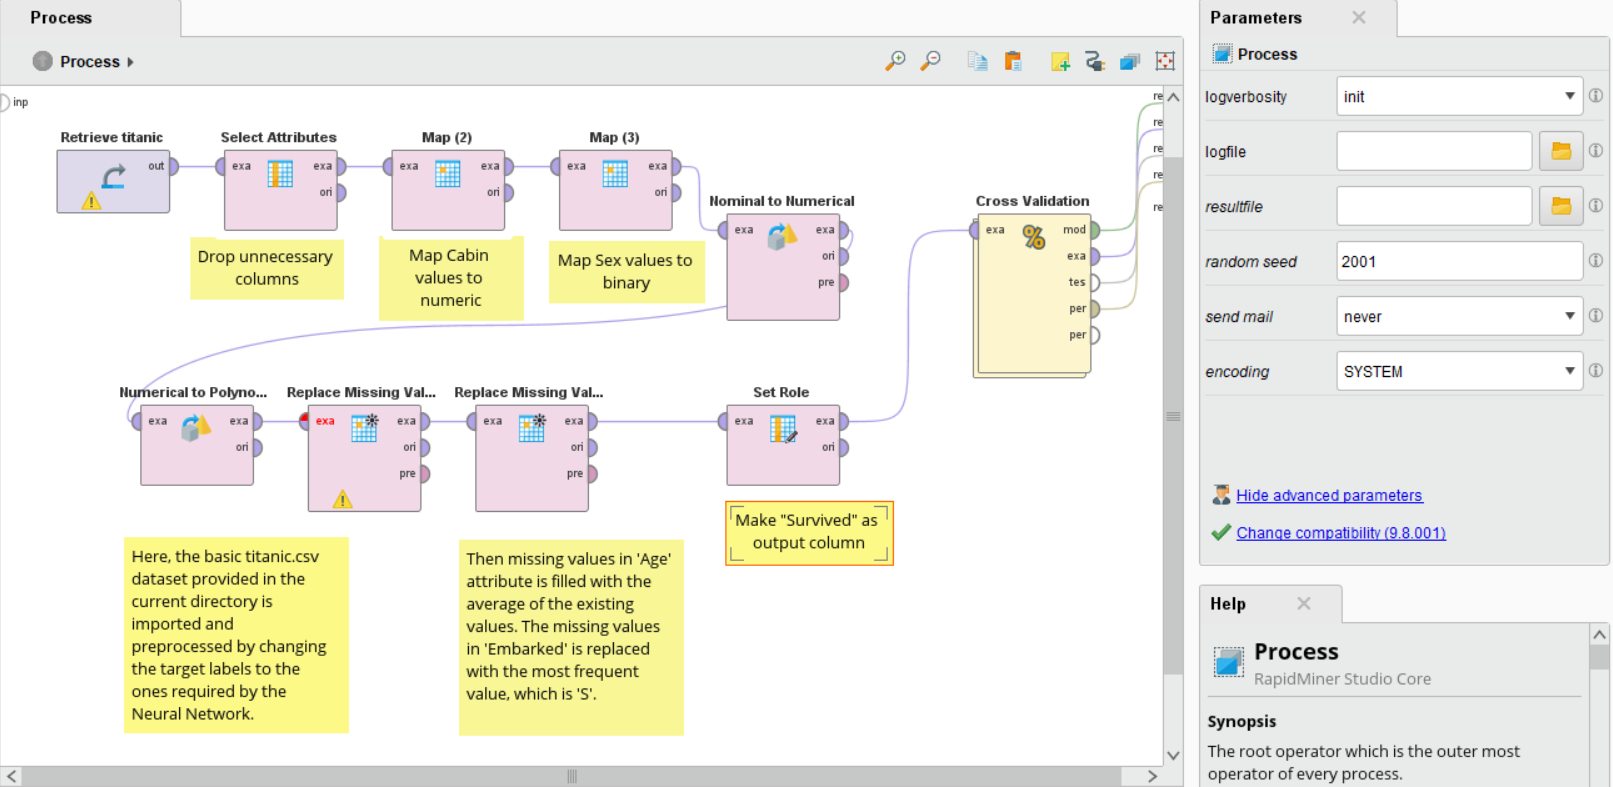 Process
Process
inp
Retrieve titanic
out
Select Attributes
exa
exa
ori
Drop unnecessary
columns
Map (2)
exa
exa
ori
Map Cabin
values to
numeric
Map (3)
exa
exa
ori
Map Sex values to
binary
Nominal to Numerical
exa
exa
ori
pre
Cross Validation
exa
%
mod
exa
tes
per
per
re
re
re
re
re
Numerical to Polyno...
exa
exa
ori
Replace Missing Val...
exa
exa
ori
pre
Replace Missing Val...
exa
exa
ori
pre
Set Role
exa
exa
ori
Make "Survived" as
output column
Here, the basic titanic.csv
dataset provided in the
current directory is
imported and
preprocessed by changing
the target labels to the
ones required by the
Neural Network.
Then missing values in 'Age'
attribute is filled with the
average of the existing
values. The missing values
in 'Embarked' is replaced
with the most frequent
value, which is 'S'.
Parameters
Process
logverbosity
init
logfile
resultfile
random seed
2001
send mail
never
encoding
SYSTEM
Hide advanced parameters
Change compatibility (9.8.001)
Help
Process
RapidMiner Studio Core
Synopsis
The root operator which is the outer most
operator of every process.